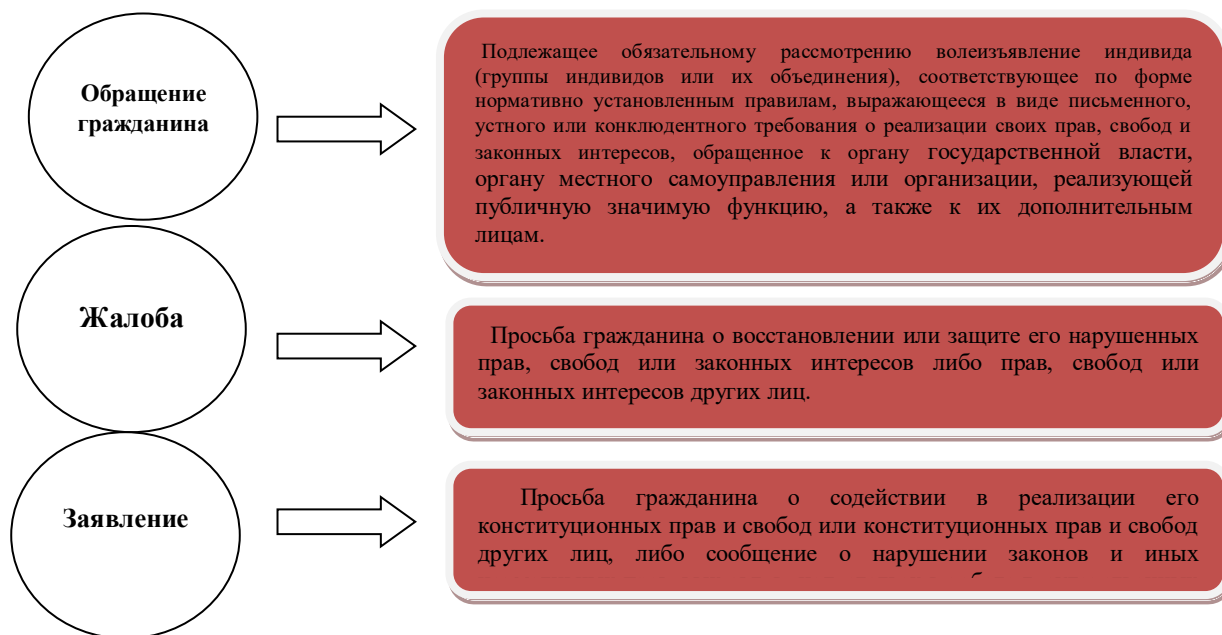 Обращение
гражданина
Подлежащее обязательному рассмотрению волеизъявление индивида
(группы индивидов или их объединения), соответствующее по форме
нормативно установленным правилам, выражающееся в виде письменного,
устного или конклюдентного требования о реализации своих прав, свобод и
законных интересов, обращенное к органу государственной власти,
органу местного самоуправления или организации, реализующей
публичную значимую функцию, а также к их дополнительным
лицам.
Жалоба
Просьба гражданина о восстановлении или защите его нарушенных
прав, свобод или законных интересов либо прав, свобод или
законных интересов других лиц.
Заявление
Просьба гражданина о содействии в реализации его
конституционных прав и свобод или конституционных прав и свобод
других лиц, либо сообщение о нарушении законов и иных